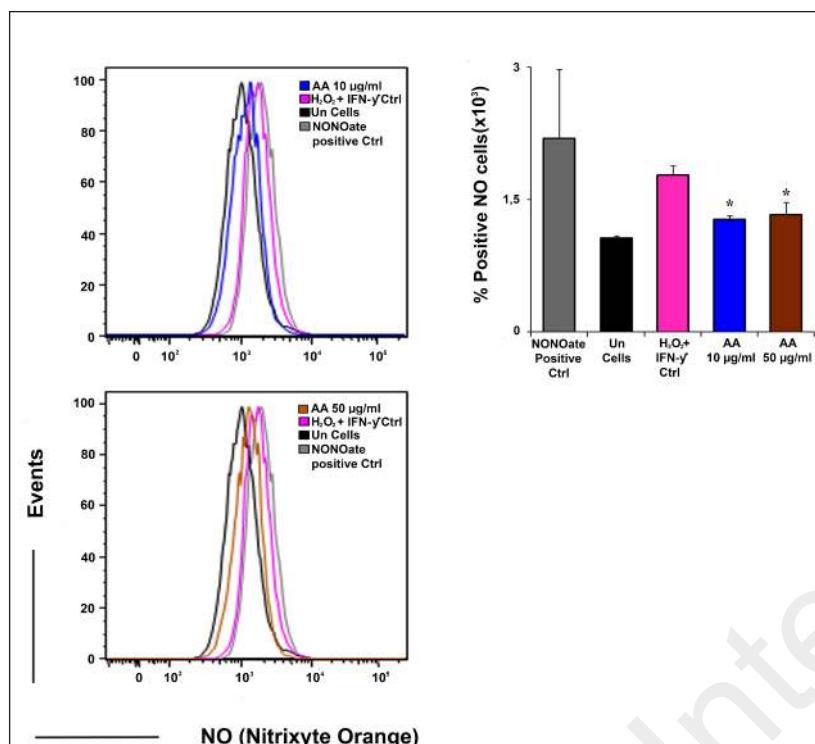 100
80
60
40
20
0
0 10² 10³ 10⁴ 10⁵
AA 10 µg/ml
H₂O₂ + IFN-γ Ctrl
Un Cells
NONOate
positive Ctrl
% Positive NO cells(x10³)
3
1,5
0
* *
NONOate
Positive
Ctrl
Un
Cells
H₂O₂+
IFN-γ
Ctrl
AA
10 µg/ml
AA
50 µg/ml
100
80
60
40
20
0
0 10² 10³ 10⁴
AA 50 µg/ml
H₂O₂ + IFN-γ Ctrl
Un Cells
NONOate
positive Ctrl
Events
NO (Nitrixyte Orange)
Inte